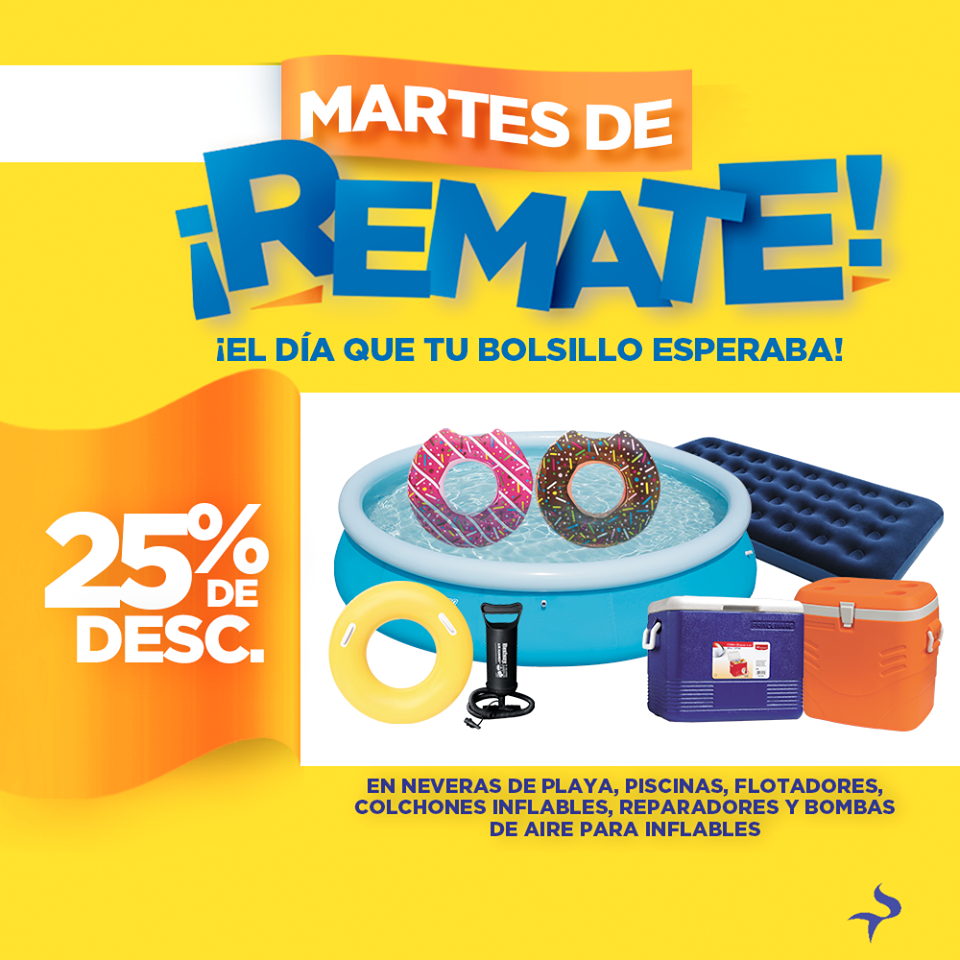 MARTES DE
¡REMATE!
¡EL DÍA QUE TU BOLSILLO ESPERABA!
25%
DE
DESC.
EN NEVERAS DE PLAYA, PISCINAS, FLOTADORES,
COLCHONES INFLABLES, REPARADORES Y BOMBAS
DE AIRE PARA INFLABLES